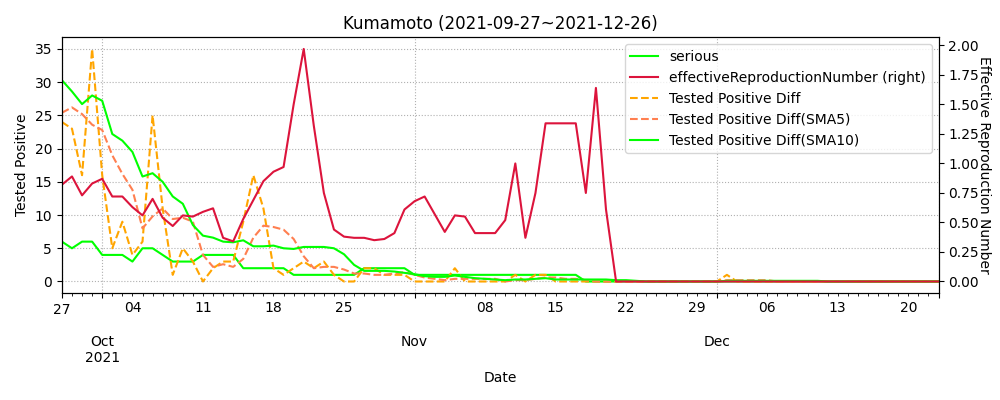 Kumamoto (2021-09-27~2021-12-26)
35
30
25
20
15
10
5
0
Tested Positive
serious
effectiveReproductionNumber (right)
Tested Positive Diff
Tested Positive Diff(SMA5)
Tested Positive Diff(SMA10)
2.00
1.75
1.50
1.25
1.00
0.75
0.50
0.25
0.00
Effective Reproduction Number
27 04 11 18 25 08 15 22 29 06 13 20
Oct Nov Dec
2021
Date